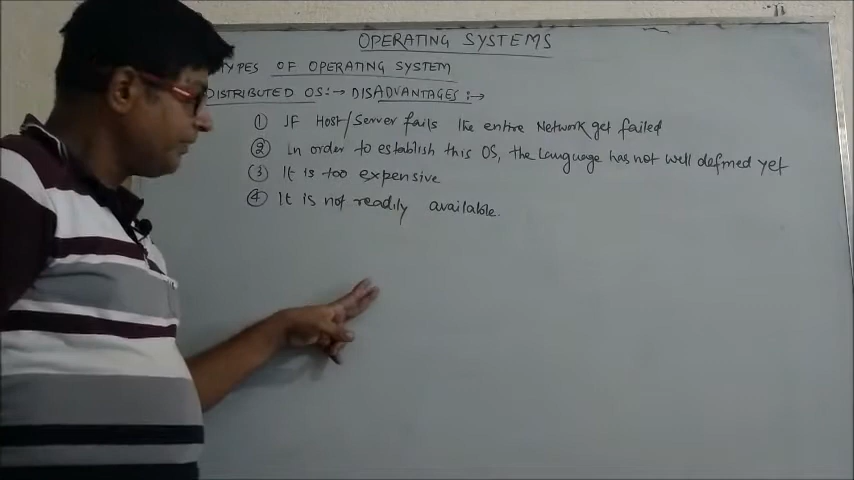 OPERATING SYSTEMS
TYPES OF OPERATING SYSTEM
DISTRIBUTED OS:→ DISADVANTAGES:→
① IF Host/Server fails the entire Network get failed
② In order to establish this OS, the Language has not well defined yet
③ It is too expensive
④ It is not readily available.